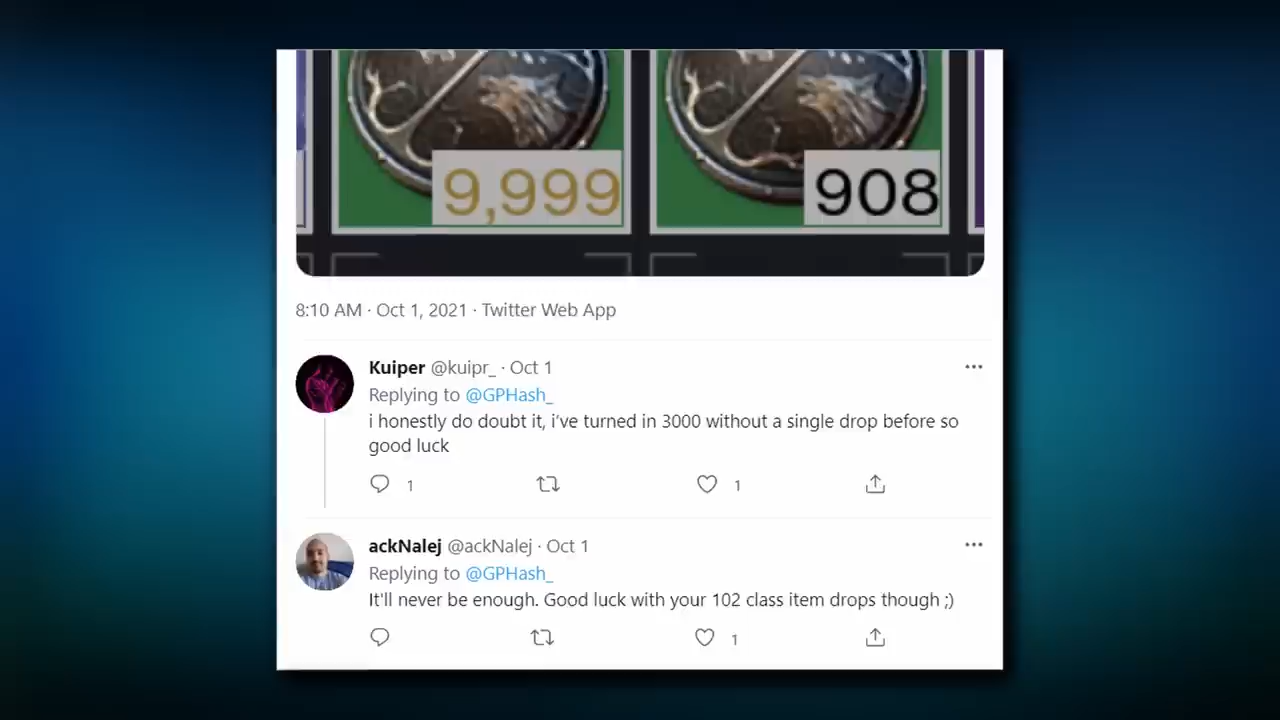 9,999
908
8:10 AM · Oct 1, 2021 · Twitter Web App
Kuiper @kuipr_ · Oct 1
Replying to @GPHash_
i honestly do doubt it, i've turned in 3000 without a single drop before so
good luck
1
1
ackNalej @ackNalej · Oct 1
Replying to @GPHash_
It'll never be enough. Good luck with your 102 class item drops though ;)
1